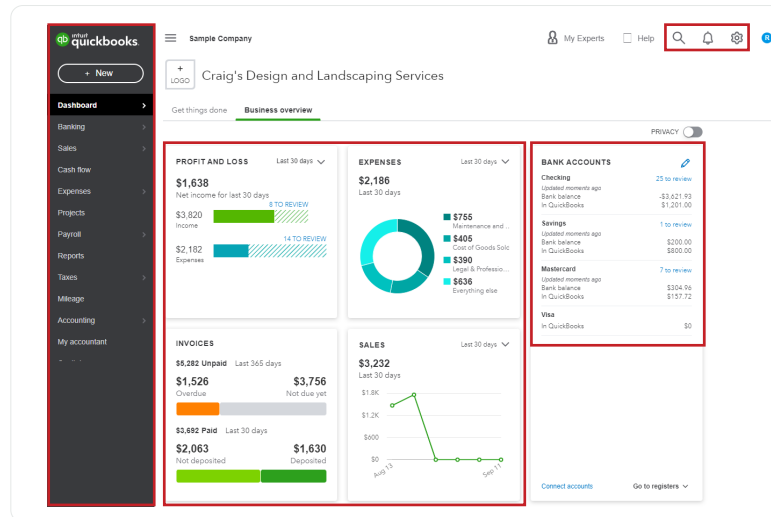 intuit
qb quickbooks.
Sample Company
My Experts
Help
R
+ New
+
LOGO
Craig's Design and Landscaping Services
Get things done
Business overview
PRIVACY
Dashboard
Banking
Sales
Cash flow
Expenses
Projects
Payroll
Reports
Taxes
Mileage
Accounting
My accountant
PROFIT AND LOSS
Last 30 days
$1,638
Net income for last 30 days
8 TO REVIEW
$3,820
Income
14 TO REVIEW
$2,182
Expenses
EXPENSES
Last 30 days
$2,186
Last 30 days
$755
Maintenance and ..
$405
Cost of Goods Solc
$390
Legal & Professio...
$636
Everything else
BANK ACCOUNTS
Checking
25 to review
Updated moments ago
Bank balance
-$3,621.93
In QuickBooks
$1,201.00
Savings
1 to review
Updated moments ago
Bank balance
$200.00
In QuickBooks
$800.00
Mastercard
7 to review
Updated moments ago
Bank balance
$304.96
In QuickBooks
$157.72
Visa
In QuickBooks
$0
INVOICES
$5,282 Unpaid Last 365 days
$1,526
Overdue
$3,756
Not due yet
$3,692 Paid Last 30 days
$2,063
Not deposited
$1,630
Deposited
SALES
Last 30 days
$3,232
Last 30 days
$1.8K
$1.2K
$600
$0
Aug 13
Sep 11
Connect accounts
Go to registers